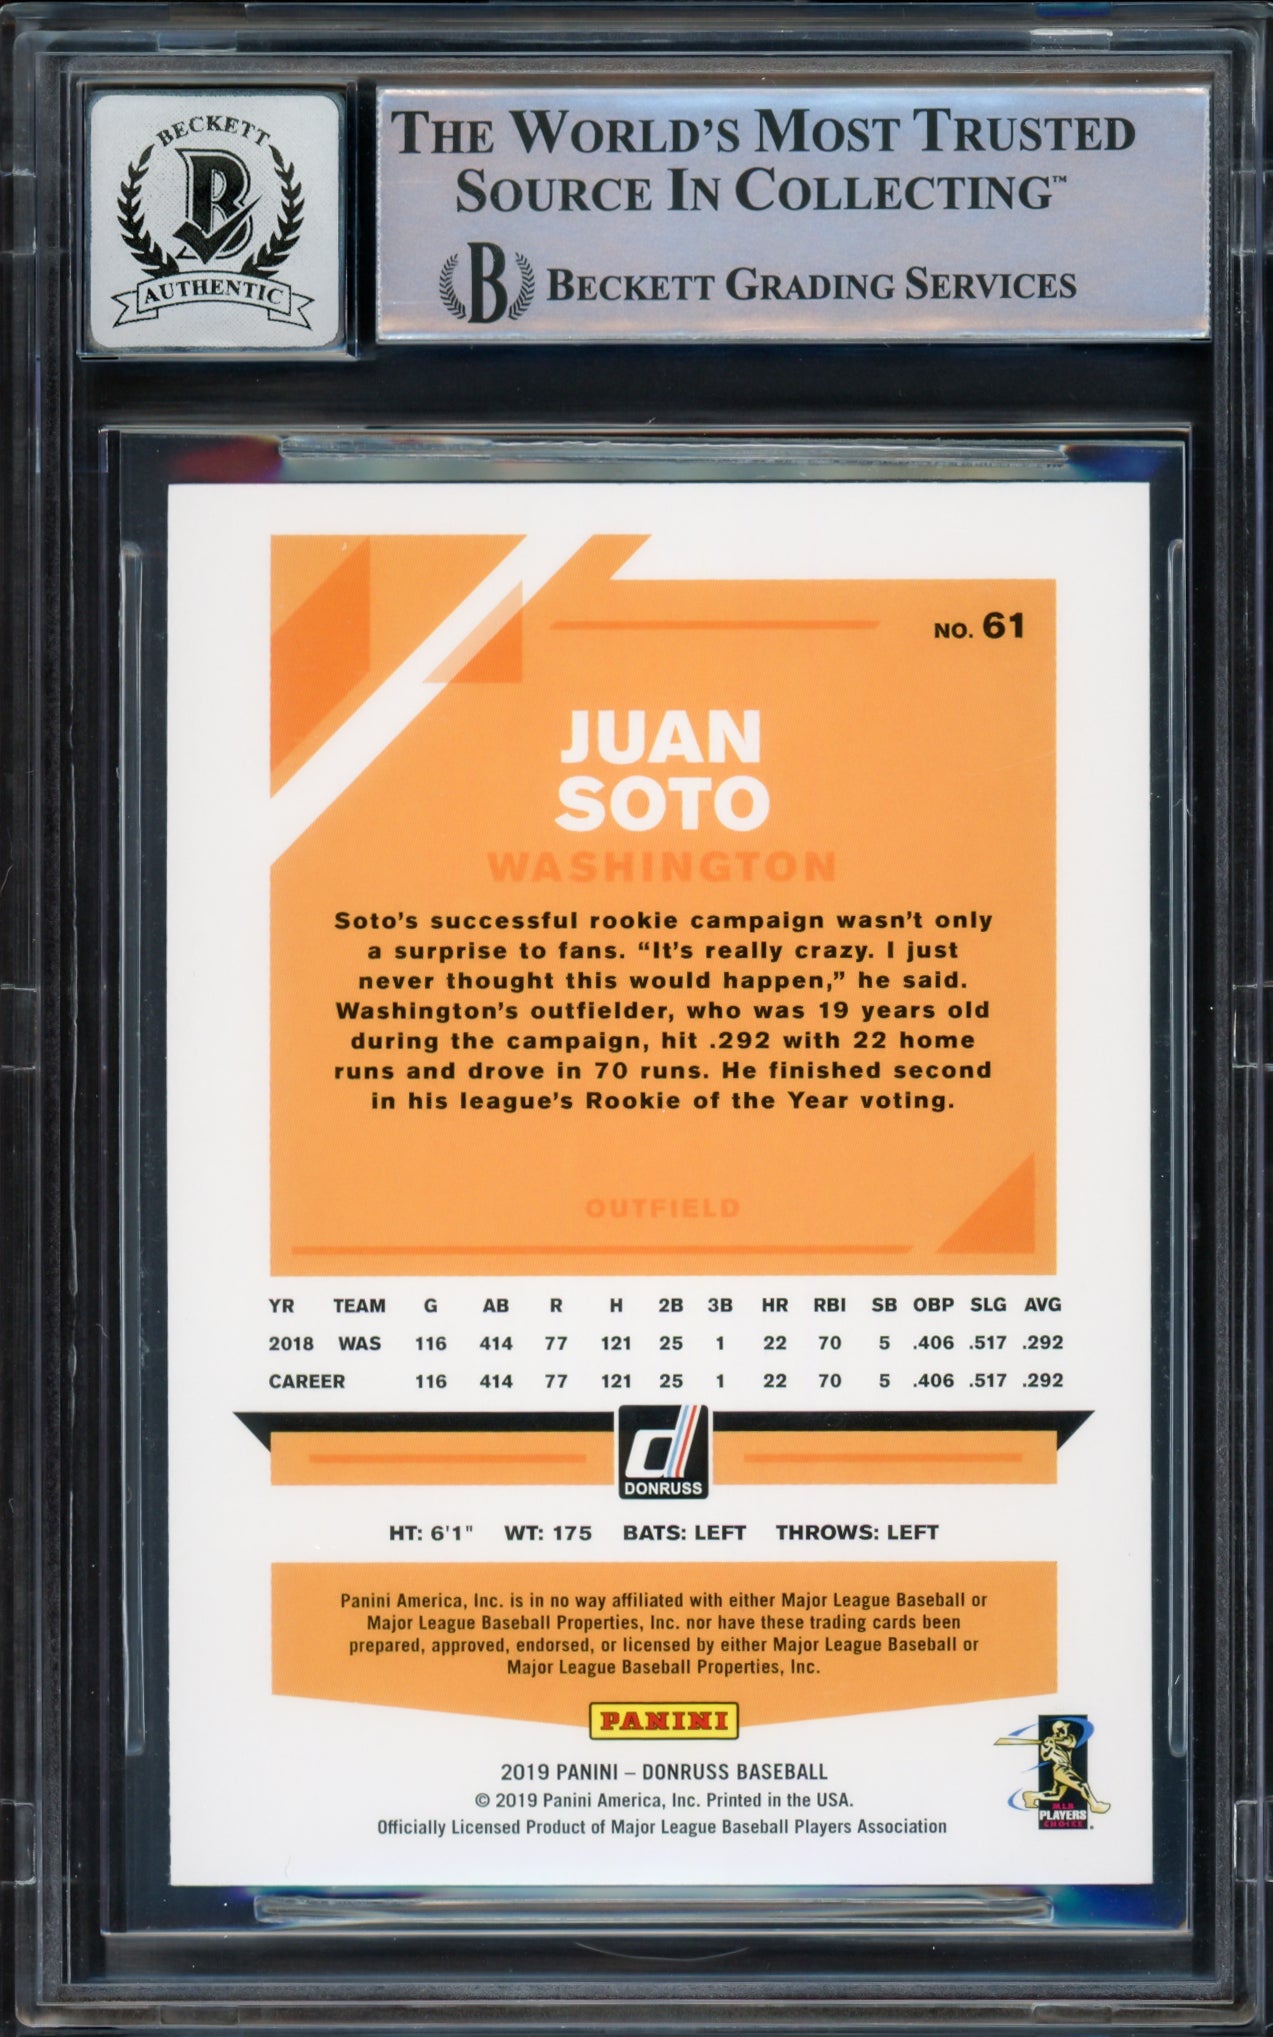 BECKETT
B
AUTHENTIC
THE WORLD'S MOST TRUSTED
SOURCE IN COLLECTING™
B BECKETT GRADING SERVICES
NO. 61
JUAN
SOTO
WASHINGTON
Soto's successful rookie campaign wasn't only
a surprise to fans. “It's really crazy. I just
never thought this would happen,” he said.
Washington's outfielder, who was 19 years old
during the campaign, hit .292 with 22 home
runs and drove in 70 runs. He finished second
in his league's Rookie of the Year voting.
OUTFIELD
YR TEAM G AB R H 2B 3B HR RBI SB OBP SLG AVG
2018 WAS 116 414 77 121 25 1 22 70 5 .406 .517 .292
CAREER 116 414 77 121 25 1 22 70 5 .406 .517 .292
d
DONRUSS
HT: 6'1" WT: 175 BATS: LEFT THROWS: LEFT
Panini America, Inc. is in no way affiliated with either Major League Baseball or
Major League Baseball Properties, Inc. nor have these trading cards been
prepared, approved, endorsed, or licensed by either Major League Baseball or
Major League Baseball Properties, Inc.
PANINI
2019 PANINI – DONRUSS BASEBALL
© 2019 Panini America, Inc. Printed in the USA.
Officially Licensed Product of Major League Baseball Players Association
MLB
PLAYERS
CHOICE®